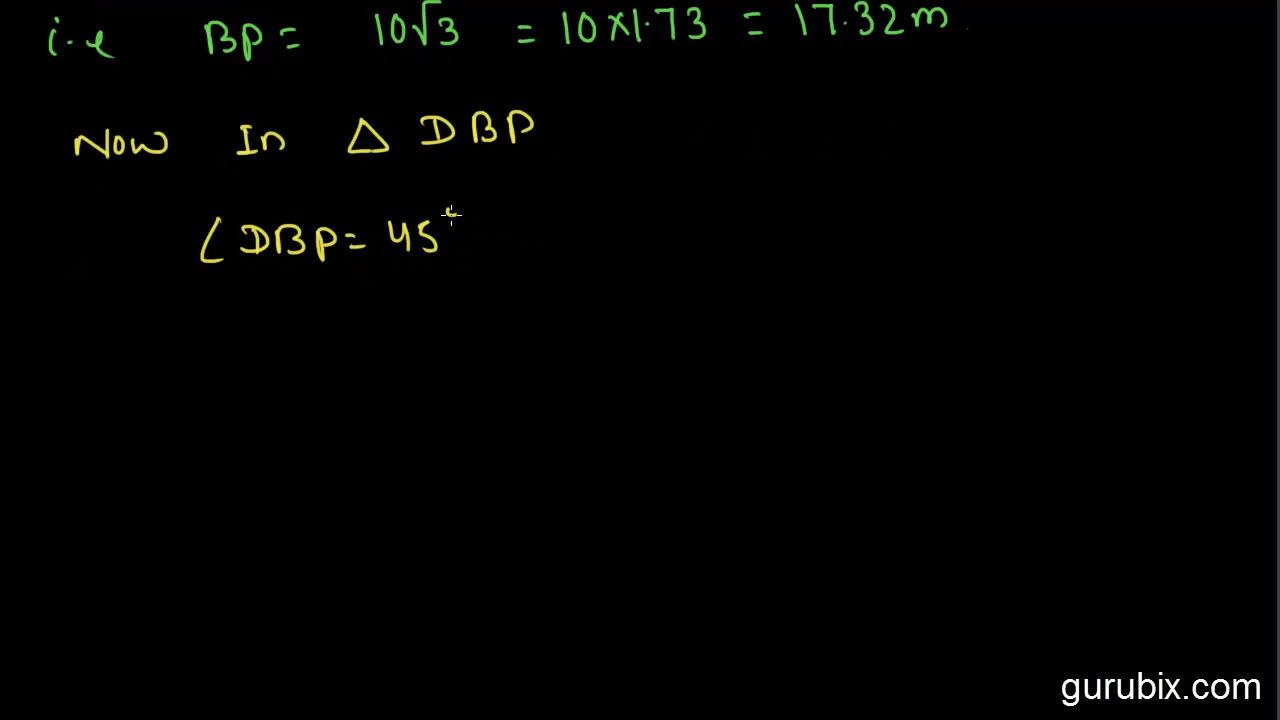 i.e BP = 10√3 = 10×1.73 = 17.32m
Now In △ DBP
∠DBP = 45°
gurubix.com